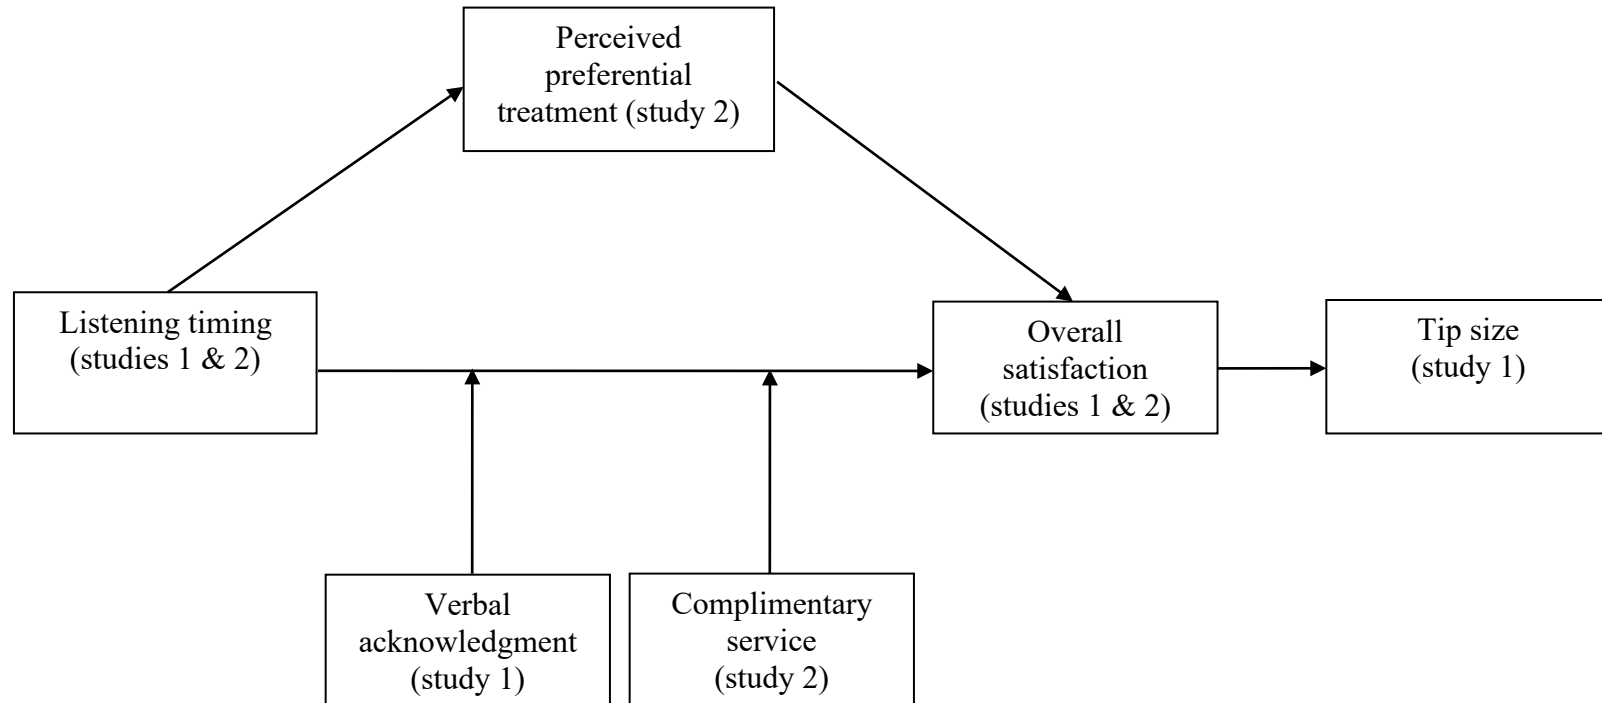 Perceived
preferential
treatment (study 2)
Listening timing
(studies 1 & 2)
Overall
satisfaction
(studies 1 & 2)
Tip size
(study 1)
Verbal
acknowledgment
(study 1)
Complimentary
service
(study 2)